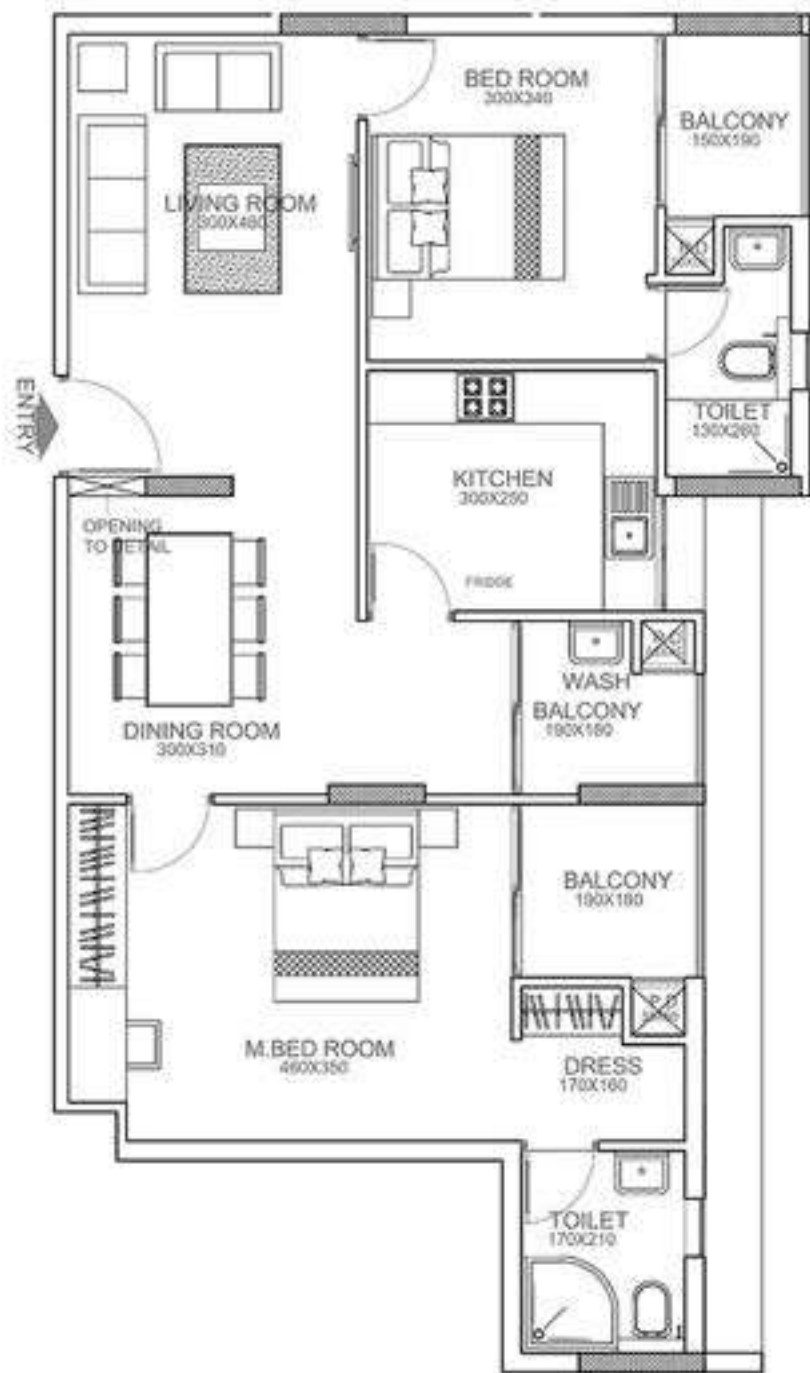 BED ROOM
300X340
BALCONY
150X190
LIVING ROOM
300X480
ENTRY
TOILET
130X260
KITCHEN
300X250
OPENING
TO DETAIL
FRIDGE
WASH
BALCONY
190X180
DINING ROOM
300X310
BALCONY
190X180
P.D
M.BED ROOM
460X350
DRESS
170X160
TOILET
170X210